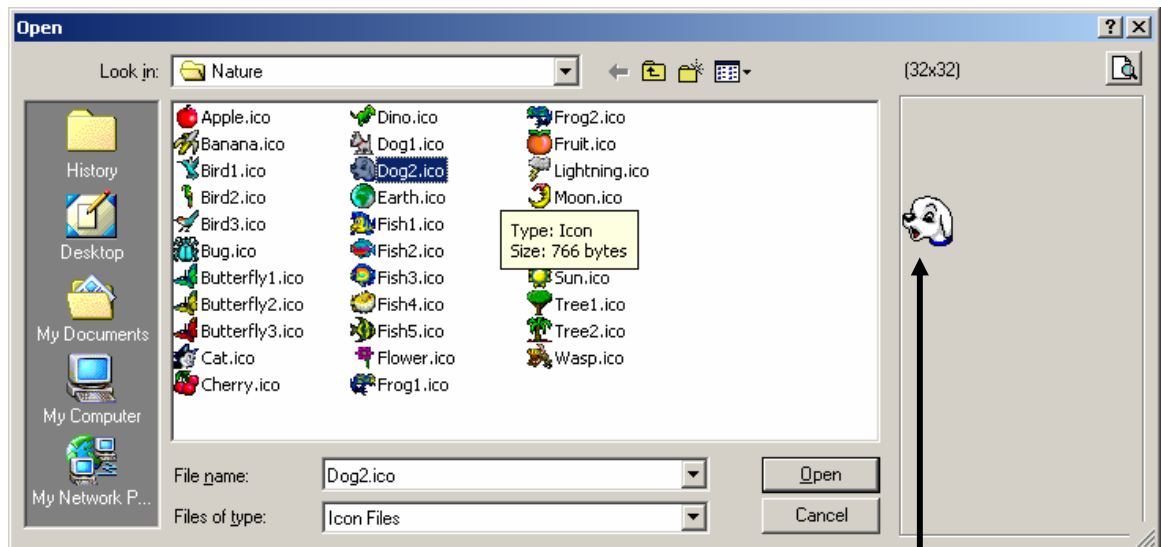 Open
Look in: Nature
(32x32)
History
Desktop
My Documents
My Computer
My Network P...
Apple.ico
Banana.ico
Bird1.ico
Bird2.ico
Bird3.ico
Bug.ico
Butterfly1.ico
Butterfly2.ico
Butterfly3.ico
Cat.ico
Cherry.ico
Dino.ico
Dog1.ico
Dog2.ico
Earth.ico
Fish1.ico
Fish2.ico
Fish3.ico
Fish4.ico
Fish5.ico
Flower.ico
Frog1.ico
Frog2.ico
Fruit.ico
Lightning.ico
Moon.ico
Type: Icon
Size: 766 bytes
Sun.ico
Tree1.ico
Tree2.ico
Wasp.ico
File name: Dog2.ico
Open
Files of type: Icon Files
Cancel